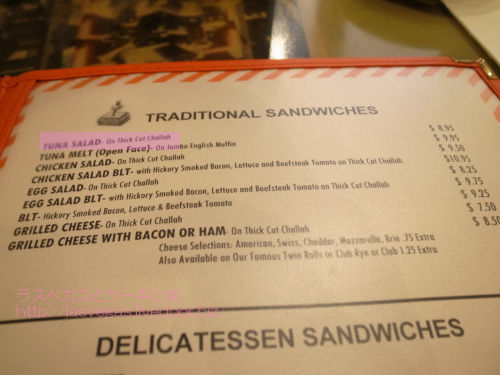 TRADITIONAL SANDWICHES
TUNA SALAD- On Thick Cut Challah $ 8.95
TUNA MELT (Open Face)- On Jumbo English Muffin $ 9.95
CHICKEN SALAD- On Thick Cut Challah $ 9.50
CHICKEN SALAD BLT- with Hickory Smoked Bacon, Lettuce and Beefsteak Tomato on Thick Cut Challah $10.95
EGG SALAD- On Thick Cut Challah $ 8.25
EGG SALAD BLT- with Hickory Smoked Bacon, Lettuce and Beefsteak Tomato on Thick Cut Challah $ 9.75
BLT- Hickory Smoked Bacon, Lettuce & Beefsteak Tomato $ 9.25
GRILLED CHEESE- On Thick Cut Challah $ 7.50
GRILLED CHEESE WITH BACON OR HAM- On Thick Cut Challah $ 8.50
Cheese Selections: American, Swiss, Cheddar, Mozzarella, Brie .75 Extra
Also Available on Our Famous Twin Rolls or Club Rye or Club 1.25 Extra
DELICATESSEN SANDWICHES